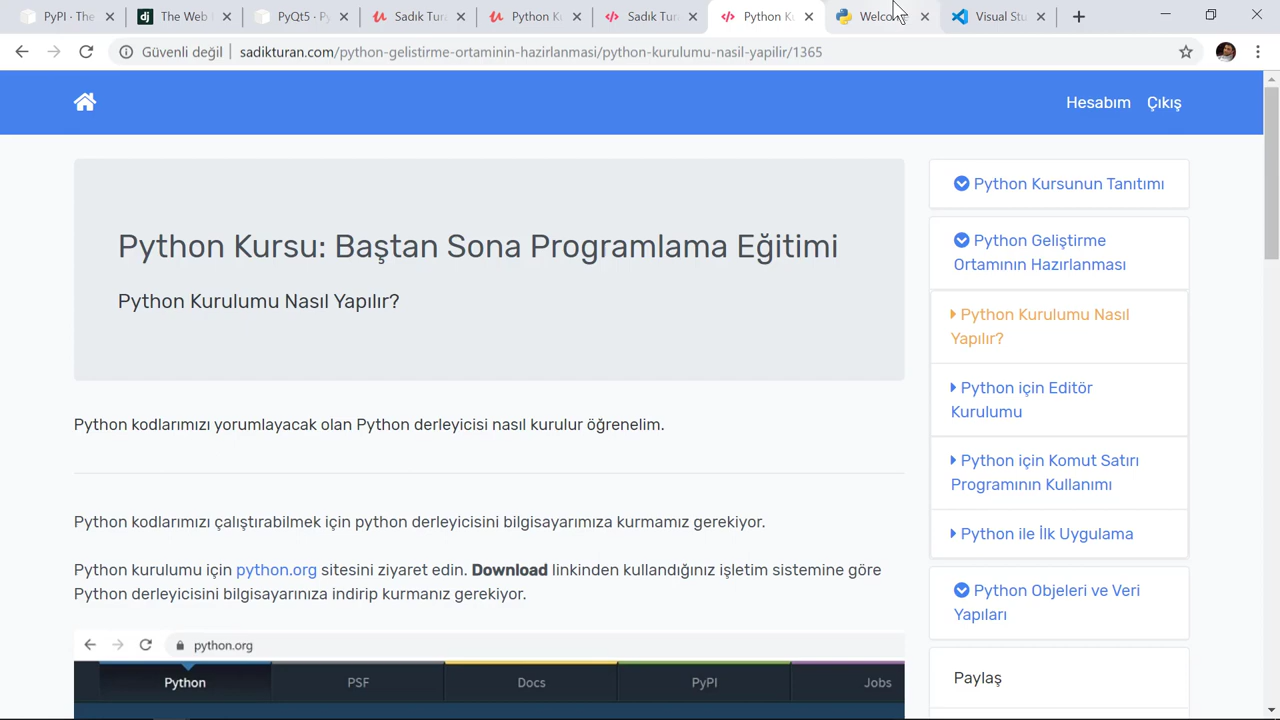 PyPI · The
The Web
PyQt5 · Py
Sadık Tura
Python Ku
Sadık Tura
Python Ku
Welco
Visual Stu
Güvenli değil
sadikturan.com/python-gelistirme-ortaminin-hazirlanmasi/python-kurulumu-nasil-yapilir/1365
Hesabım Çıkış
Python Kursu: Baştan Sona Programlama Eğitimi
Python Kurulumu Nasıl Yapılır?
Python kodlarımızı yorumlayacak olan Python derleyicisi nasıl kurulur öğrenelim.
Python kodlarımızı çalıştırabilmek için python derleyicisini bilgisayarımıza kurmamız gerekiyor.
Python kurulumu için python.org sitesini ziyaret edin. Download linkinden kullandığınız işletim sistemine göre
Python derleyicisini bilgisayarınıza indirip kurmanız gerekiyor.
python.org
Python PSF Docs PyPI Jobs
Python Kursunun Tanıtımı
Python Geliştirme
Ortamının Hazırlanması
Python Kurulumu Nasıl
Yapılır?
Python için Editör
Kurulumu
Python için Komut Satırı
Programının Kullanımı
Python ile İlk Uygulama
Python Objeleri ve Veri
Yapıları
Paylaş